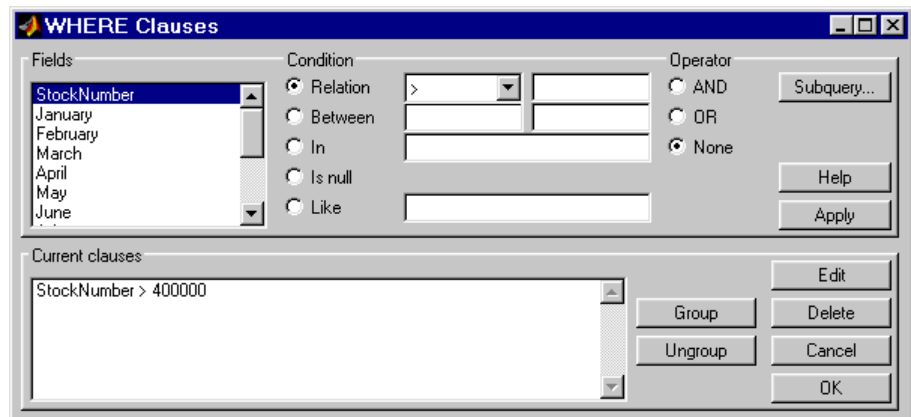 WHERE Clauses
Fields
StockNumber
January
February
March
April
May
June
Condition
Relation >
Between
In
Is null
Like
Operator
AND
OR
None
Subquery...
Help
Apply
Current clauses
StockNumber > 400000
Group
Ungroup
Edit
Delete
Cancel
OK